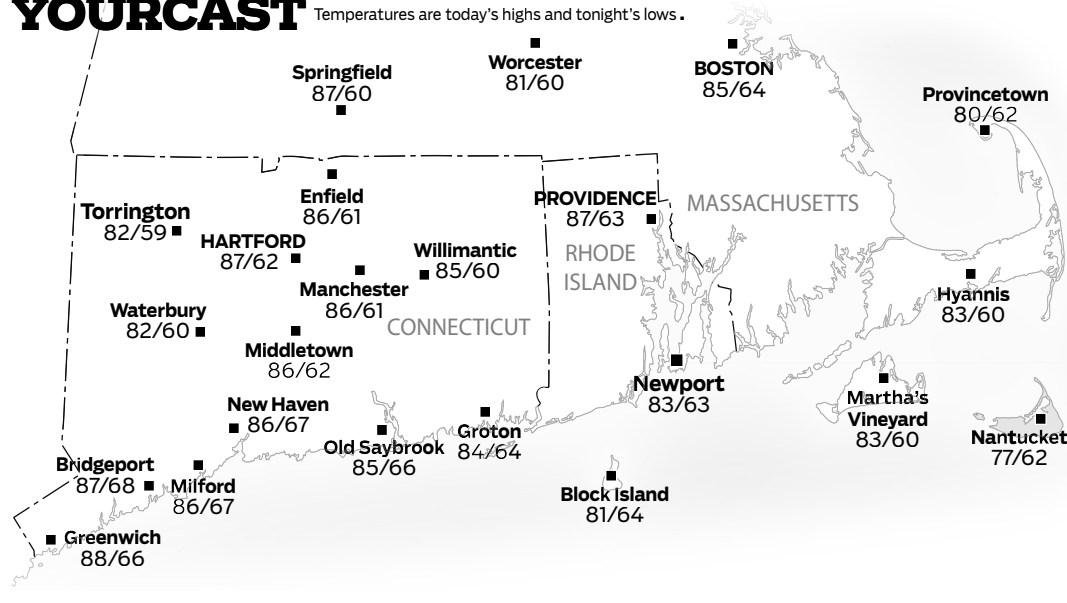 YOURCAST
Temperatures are today's highs and tonight's lows.
Worcester
81/60
BOSTON
85/64
Springfield
87/60
Provincetown
80/62
Enfield
86/61
PROVIDENCE
87/63
MASSACHUSETTS
Torrington
82/59
HARTFORD
87/62
Willimantic
85/60
RHODE
ISLAND
Manchester
86/61
Hyannis
83/60
Waterbury
82/60
CONNECTICUT
Middletown
86/62
Newport
83/63
Martha's
Vineyard
83/60
New Haven
86/67
Old Saybrook
85/66
Groton
84/64
Nantucket
77/62
Bridgeport
87/68
Milford
86/67
Block Island
81/64
Greenwich
88/66